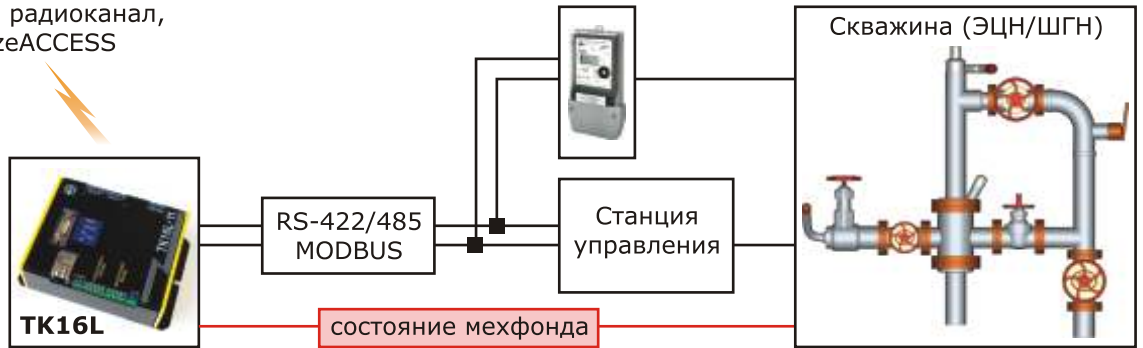 радиоканал,
zeACCESS
Скважина (ЭЦН/ШГН)
RS-422/485
MODBUS
Станция
управления
TK16L
состояние мехфонда